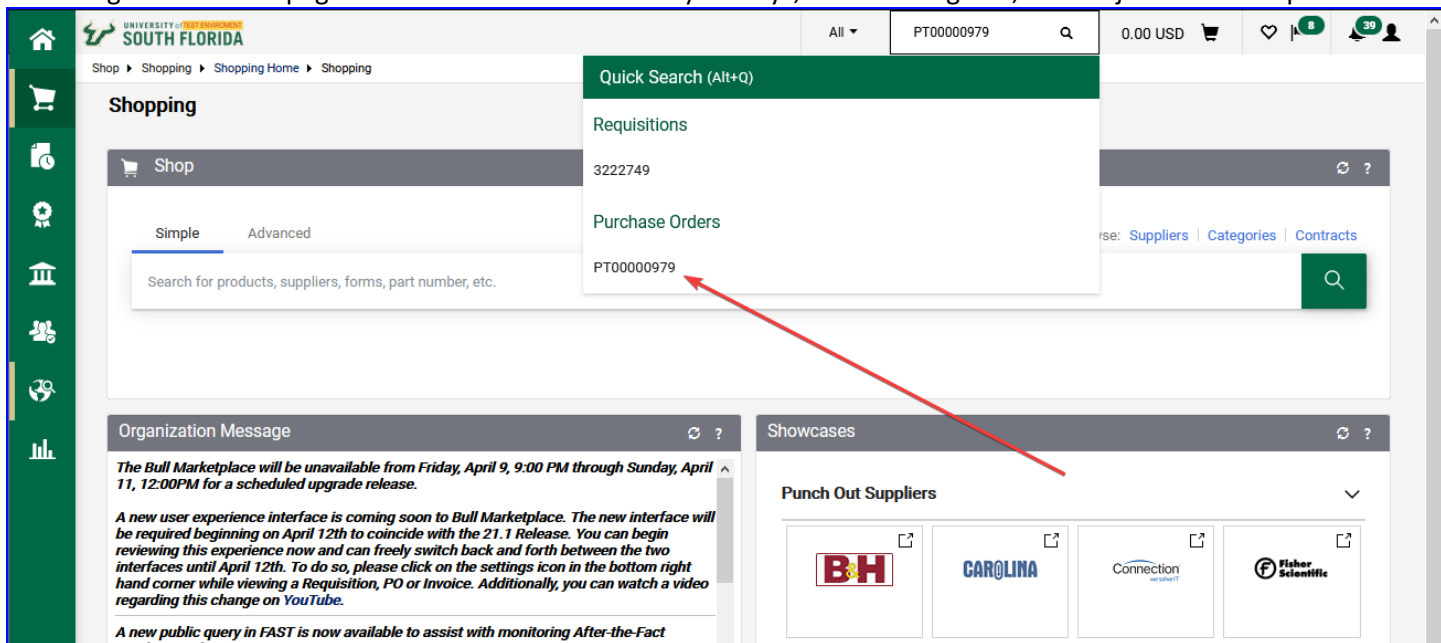 UNIVERSITY of TEST ENVIRONMENT
SOUTH FLORIDA
All
PT00000979
0.00 USD
8
39
Shop Shopping Shopping Home Shopping
Quick Search (Alt+Q)
Shopping
Requisitions
Shop
3222749
?
Purchase Orders
Simple Advanced
Suppliers | Categories | Contracts
PT00000979
Search for products, suppliers, forms, part number, etc.
Organization Message ?
Showcases ?
The Bull Marketplace will be unavailable from Friday, April 9, 9:00 PM through Sunday, April
11, 12:00PM for a scheduled upgrade release.
Punch Out Suppliers
A new user experience interface is coming soon to Bull Marketplace. The new interface will
be required beginning on April 12th to coincide with the 21.1 Release. You can begin
reviewing this experience now and can freely switch back and forth between the two
interfaces until April 12th. To do so, please click on the settings icon in the bottom right
hand corner while viewing a Requisition, PO or Invoice. Additionally, you can watch a video
regarding this change on YouTube.
B&H
CAROLINA
Connection
we solve IT
Fisher
Scientific
A new public query in FAST is now available to assist with monitoring After-the-Fact